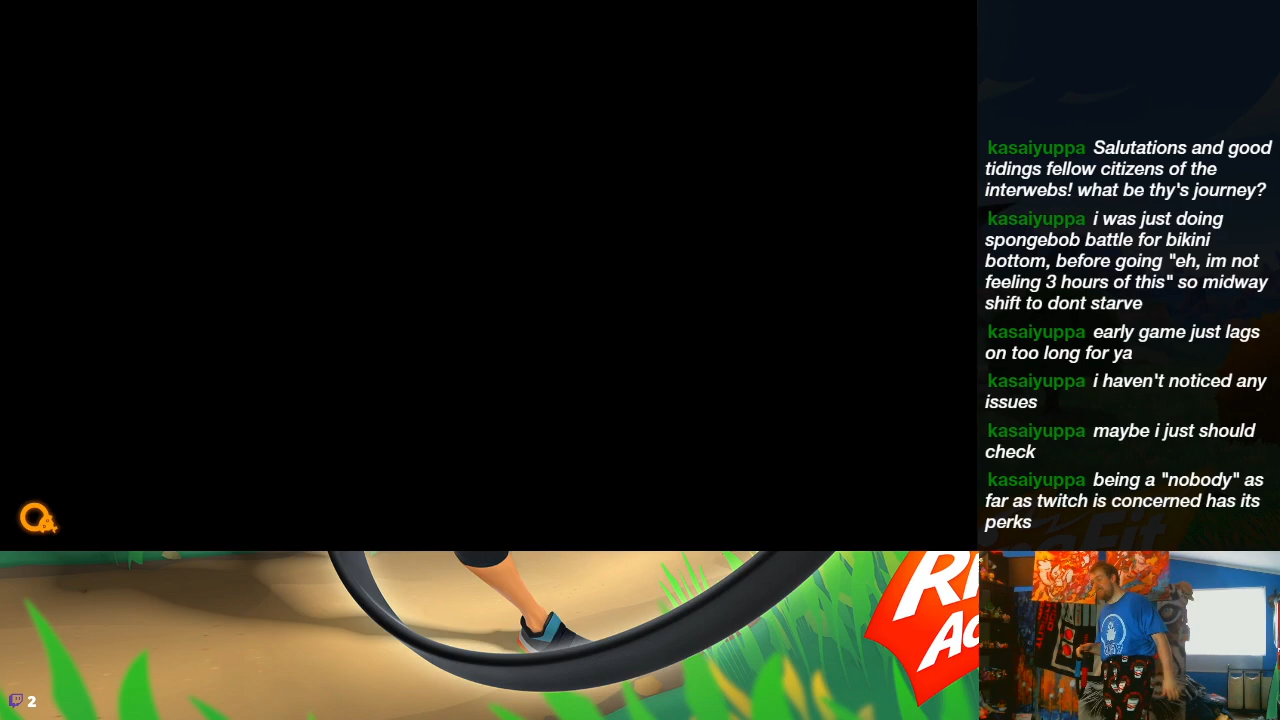 kasaiyuppa Salutations and good
tidings fellow citizens of the
interwebs! what be thy's journey?
kasaiyuppa i was just doing
spongebob battle for bikini
bottom, before going "eh, im not
feeling 3 hours of this" so midway
shift to dont starve
kasaiyuppa early game just lags
on too long for ya
kasaiyuppa i haven't noticed any
issues
kasaiyuppa maybe i just should
check
kasaiyuppa being a "nobody" as
far as twitch is concerned has its
perks
2